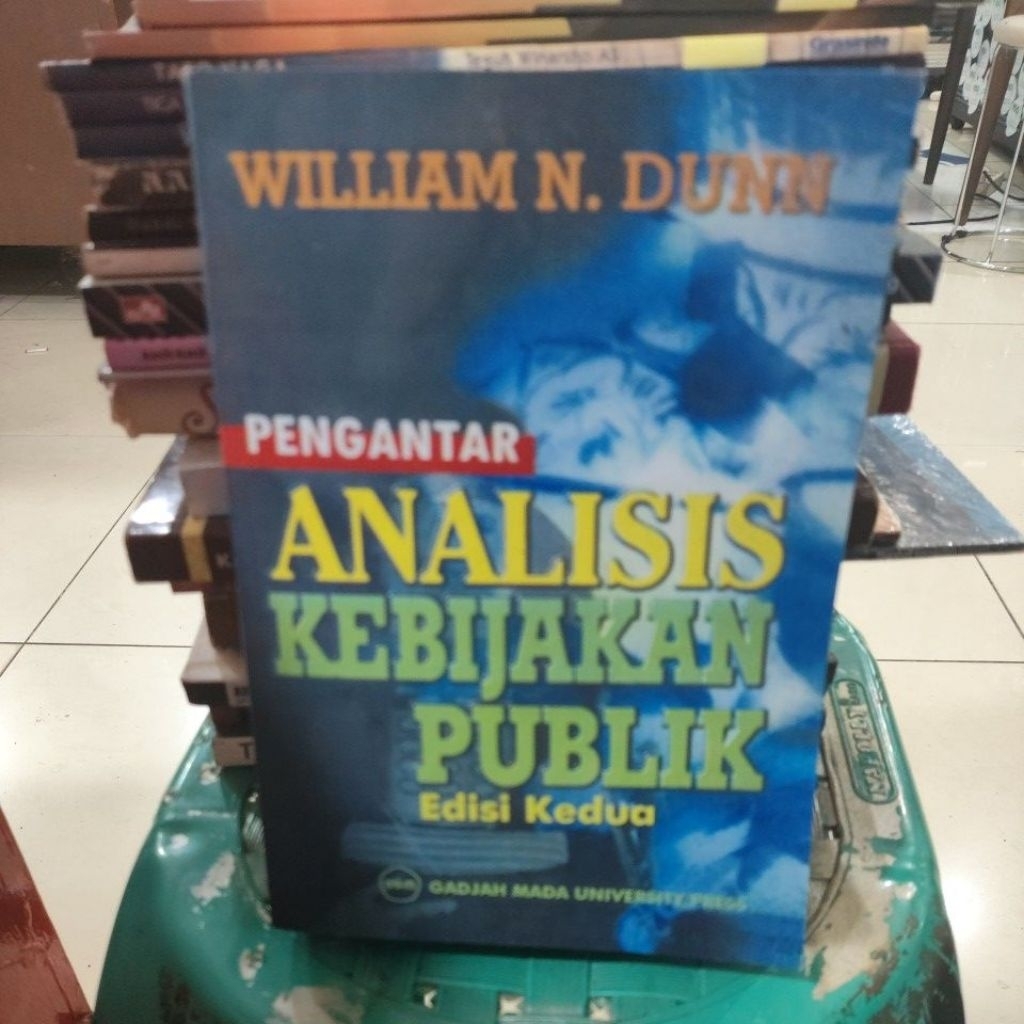 WILLIAM N. DUNN
PENGANTAR
ANALISIS
KEBIJAKAN
PUBLIK
Edisi Kedua
GADJAH MADA UNIVERSITY PRESS